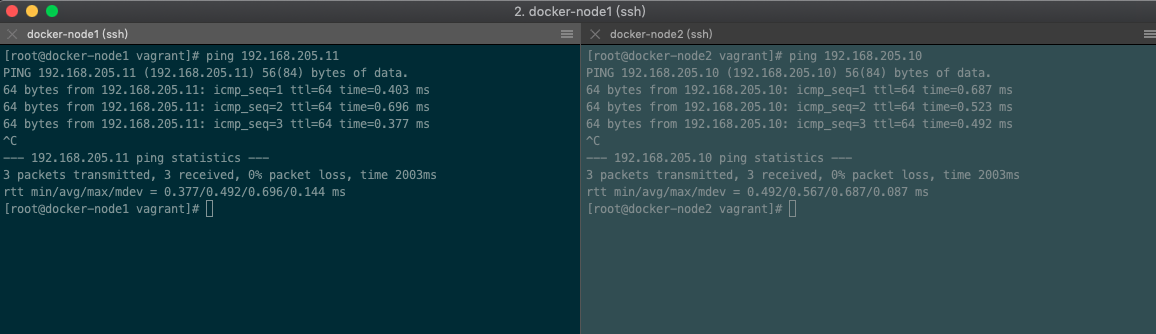 2. docker-node1 (ssh)
docker-node1 (ssh)
[root@docker-node1 vagrant]# ping 192.168.205.11
PING 192.168.205.11 (192.168.205.11) 56(84) bytes of data.
64 bytes from 192.168.205.11: icmp_seq=1 ttl=64 time=0.403 ms
64 bytes from 192.168.205.11: icmp_seq=2 ttl=64 time=0.696 ms
64 bytes from 192.168.205.11: icmp_seq=3 ttl=64 time=0.377 ms
^C
--- 192.168.205.11 ping statistics ---
3 packets transmitted, 3 received, 0% packet loss, time 2003ms
rtt min/avg/max/mdev = 0.377/0.492/0.696/0.144 ms
[root@docker-node1 vagrant]#
docker-node2 (ssh)
[root@docker-node2 vagrant]# ping 192.168.205.10
PING 192.168.205.10 (192.168.205.10) 56(84) bytes of data.
64 bytes from 192.168.205.10: icmp_seq=1 ttl=64 time=0.687 ms
64 bytes from 192.168.205.10: icmp_seq=2 ttl=64 time=0.523 ms
64 bytes from 192.168.205.10: icmp_seq=3 ttl=64 time=0.492 ms
^C
--- 192.168.205.10 ping statistics ---
3 packets transmitted, 3 received, 0% packet loss, time 2003ms
rtt min/avg/max/mdev = 0.492/0.567/0.687/0.087 ms
[root@docker-node2 vagrant]#